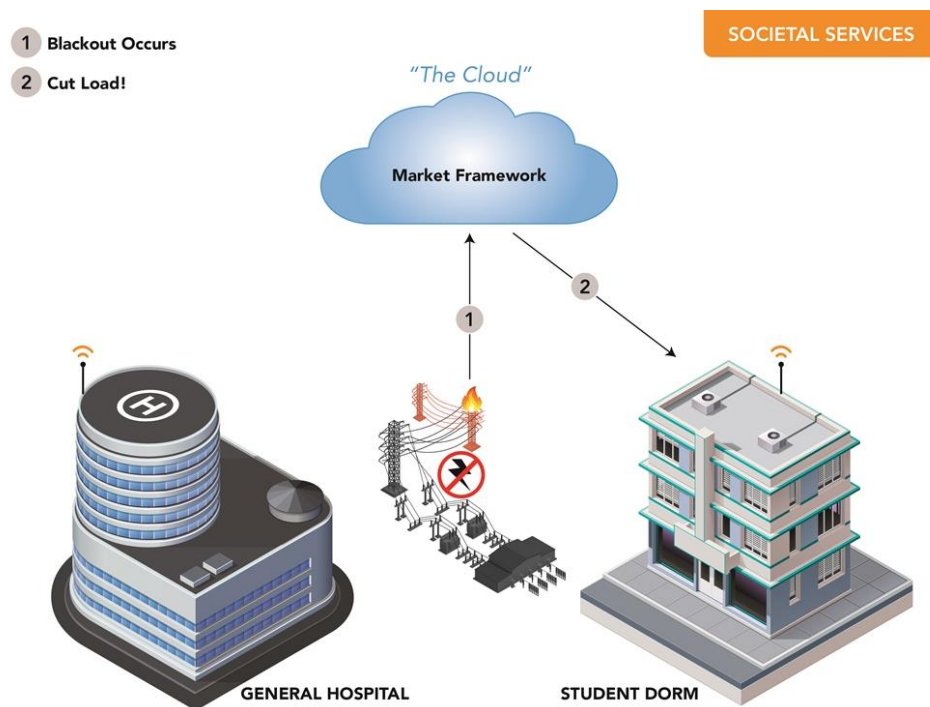 SOCIETAL SERVICES
1 Blackout Occurs
2 Cut Load!
"The Cloud"
Market Framework
2
1
H
GENERAL HOSPITAL
STUDENT DORM